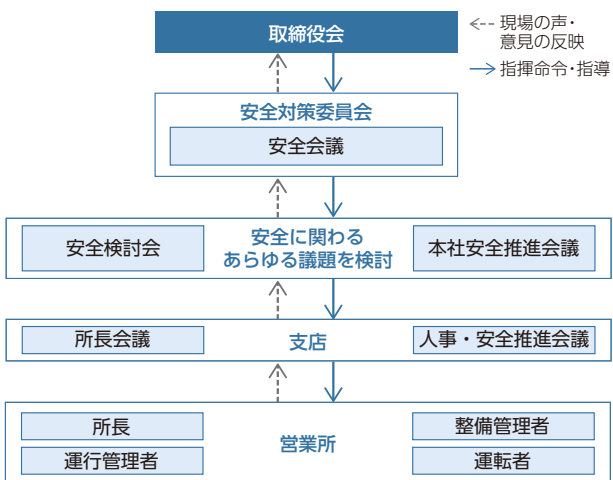 取締役会
現場の声・
意見の反映
指揮命令・指導
安全対策委員会
安全会議
安全検討会
安全に関わる
あらゆる議題を検討
本社安全推進会議
所長会議
支店
人事・安全推進会議
所長
運行管理者
営業所
整備管理者
運転者